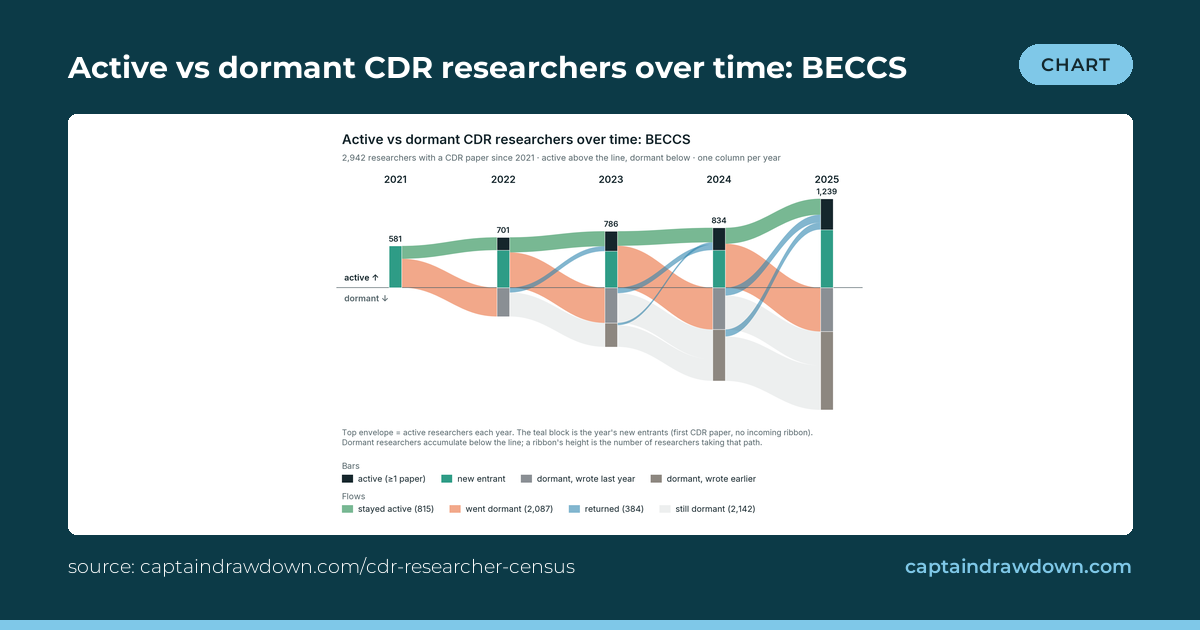 Active vs dormant CDR researchers over time: BECCS
CHART
Active vs dormant CDR researchers over time: BECCS
2,942 researchers with a CDR paper since 2021 · active above the line, dormant below · one column per year
2021 2022 2023 2024 2025
581 701 786 834 1,239
active ↑
dormant ↓
Top envelope = active researchers each year. The teal block is the year's new entrants (first CDR paper, no incoming ribbon).
Dormant researchers accumulate below the line; a ribbon's height is the number of researchers taking that path.
Bars
active (≥1 paper) new entrant dormant, wrote last year dormant, wrote earlier
Flows
stayed active (815) went dormant (2,087) returned (384) still dormant (2,142)
source: captaindrawdown.com/cdr-researcher-census
captaindrawdown.com